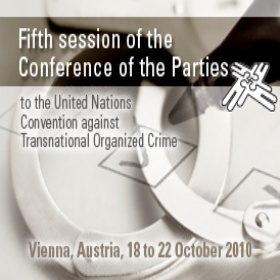 Fifth session of the
Conference of the Parties
to the United Nations
Convention against
Transnational Organized Crime
Vienna, Austria, 18 to 22 October 2010